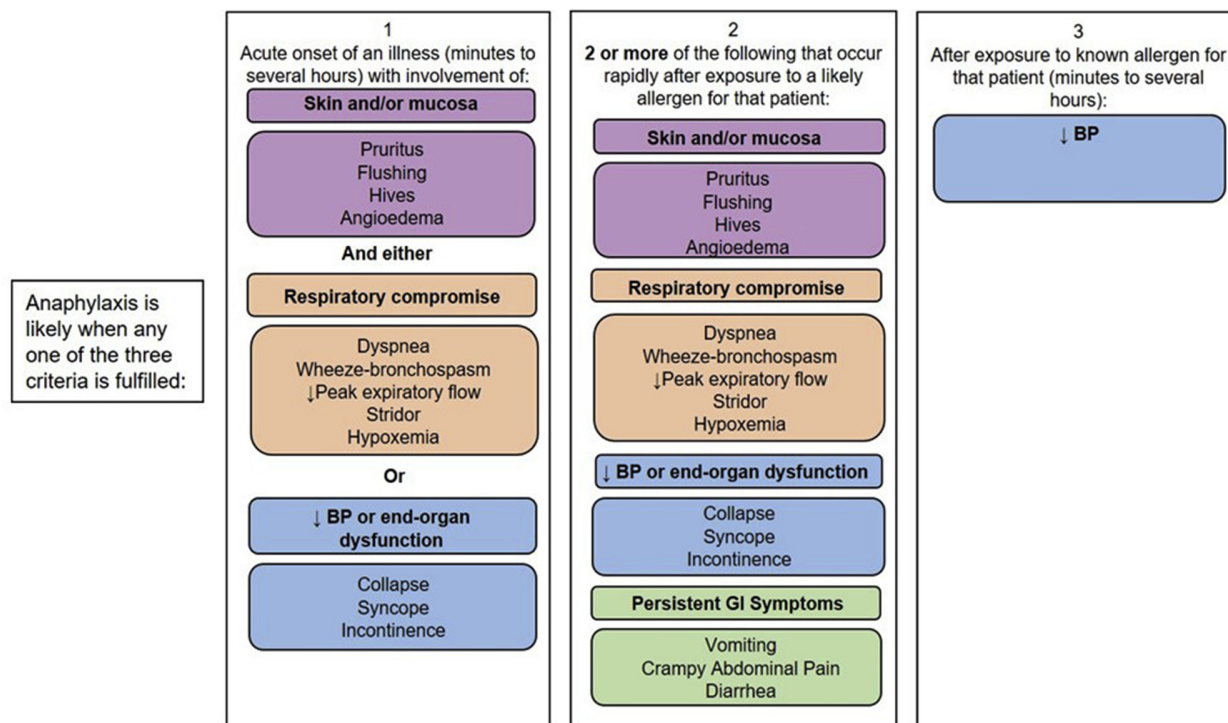 Anaphylaxis is
likely when any
one of the three
criteria is fulfilled:
1
Acute onset of an illness (minutes to
several hours) with involvement of:
Skin and/or mucosa
Pruritus
Flushing
Hives
Angioedema
And either
Respiratory compromise
Dyspnea
Wheeze-bronchospasm
↓Peak expiratory flow
Stridor
Hypoxemia
Or
↓ BP or end-organ
dysfunction
Collapse
Syncope
Incontinence
2
2 or more of the following that occur
rapidly after exposure to a likely
allergen for that patient:
Skin and/or mucosa
Pruritus
Flushing
Hives
Angioedema
Respiratory compromise
Dyspnea
Wheeze-bronchospasm
↓Peak expiratory flow
Stridor
Hypoxemia
↓ BP or end-organ dysfunction
Collapse
Syncope
Incontinence
Persistent GI Symptoms
Vomiting
Crampy Abdominal Pain
Diarrhea
3
After exposure to known allergen for
that patient (minutes to several
hours):
↓ BP